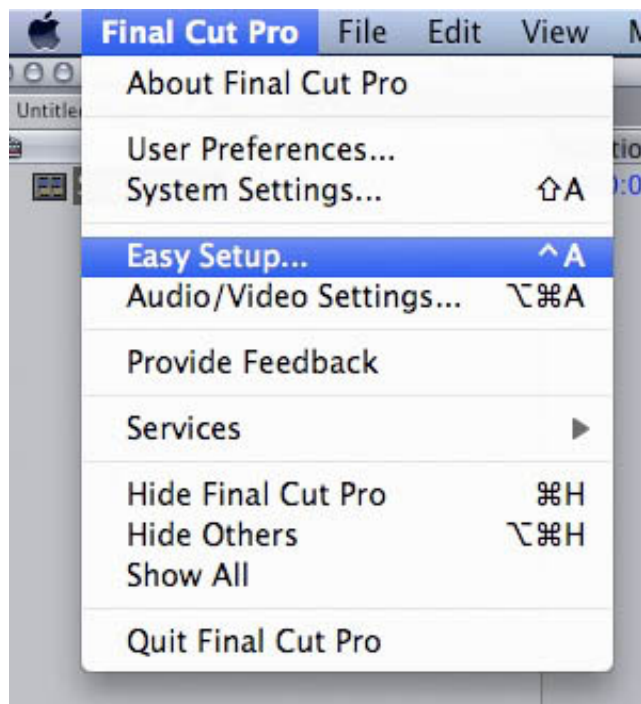 Final Cut Pro File Edit View
About Final Cut Pro
User Preferences...
System Settings... ⇧A
Easy Setup... ^A
Audio/Video Settings... ⌥⌘A
Provide Feedback
Services
Hide Final Cut Pro ⌘H
Hide Others ⌥⌘H
Show All
Quit Final Cut Pro